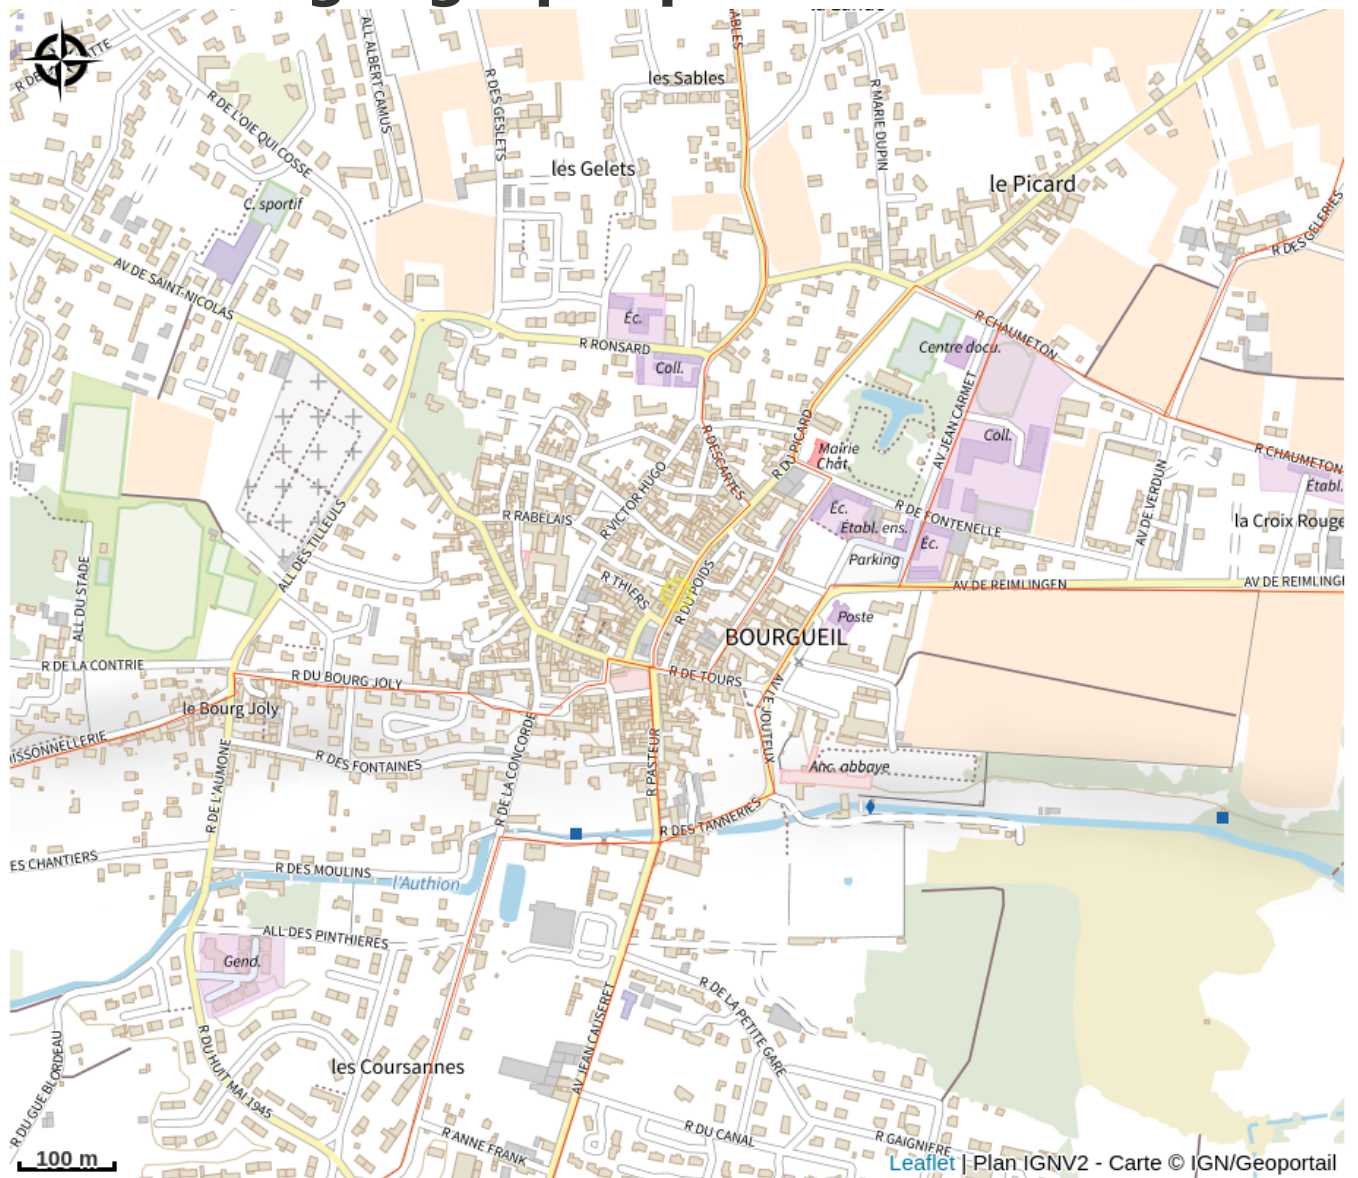 la Lande
les Sables
R DE L'OIE QUI COSSE
ALL ALBERT CAMUS
R DES GESLETS
R MARIE DUPIN
les Gelets
le Picard
C. sportif
R DES GELERIES
AV DE SAINT-NICOLAS
Éc.
R RONSARD
Coll.
R CHAUMETON
Centre docu.
AV JEAN CARMET
R DESCARTES
R DU PICARD
Mairie
Chât.
Coll.
R CHAUMETON
Établ.
R VICTOR HUGO
R RABELAIS
Éc.
Établ. ens.
R DE FONTENELLE
AV DE VERDUN
la Croix Rouge
Éc.
Parking
ALL DES TILLEULS
ALL DU STADE
R THIERS
R DU POIDS
AV DE REIMLINGEN
AV DE REIMLINGE
Poste
BOURGUEIL
R DE LA CONTRIE
R DU BOURG JOLY
R DE TOURS
le Bourg Joly
AV LE JOUTEUX
ISSONNELLERIE
R DES FONTAINES
R DE LA CONCORDE
R PASTEUR
Anc. abbaye
R DE L'AUMONE
R DES TANNERIES
ES CHANTIERS
R DES MOULINS
l'Authion
ALL DES PINTHIERES
Gend.
R DE LA PETITE GARE
AV JEAN CAUSERET
R DU GUE BLORDEAU
R DU HUIT MAI 1945
les Coursannes
R ANNE FRANK
R DU CANAL
R GAIGNIERE
100 m
Leaflet | Plan IGNV2 - Carte © IGN/Geoportail